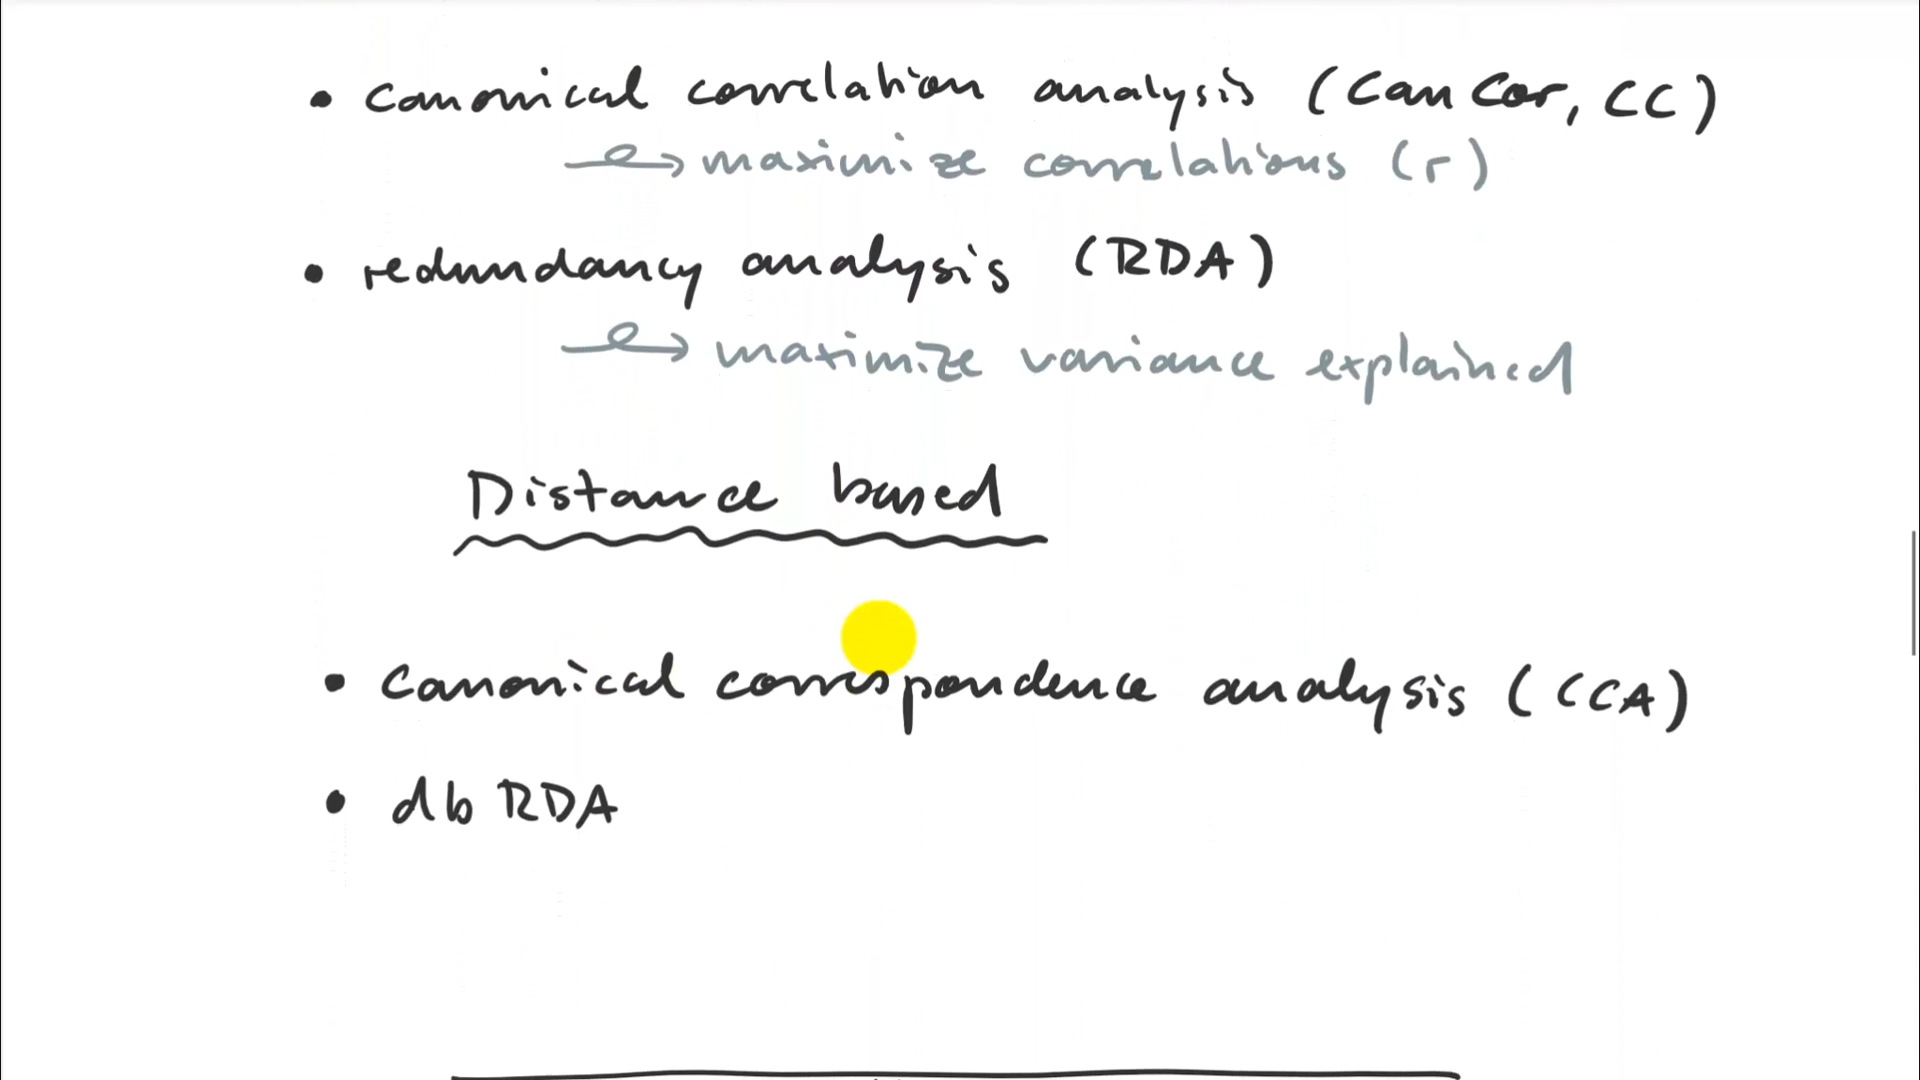 • canonical correlation analysis (CanCor, CC)
maximize correlations (r)
• redundancy analysis (RDA)
maximize variance explained
Distance based
• canonical correspondence analysis (CCA)
• db RDA